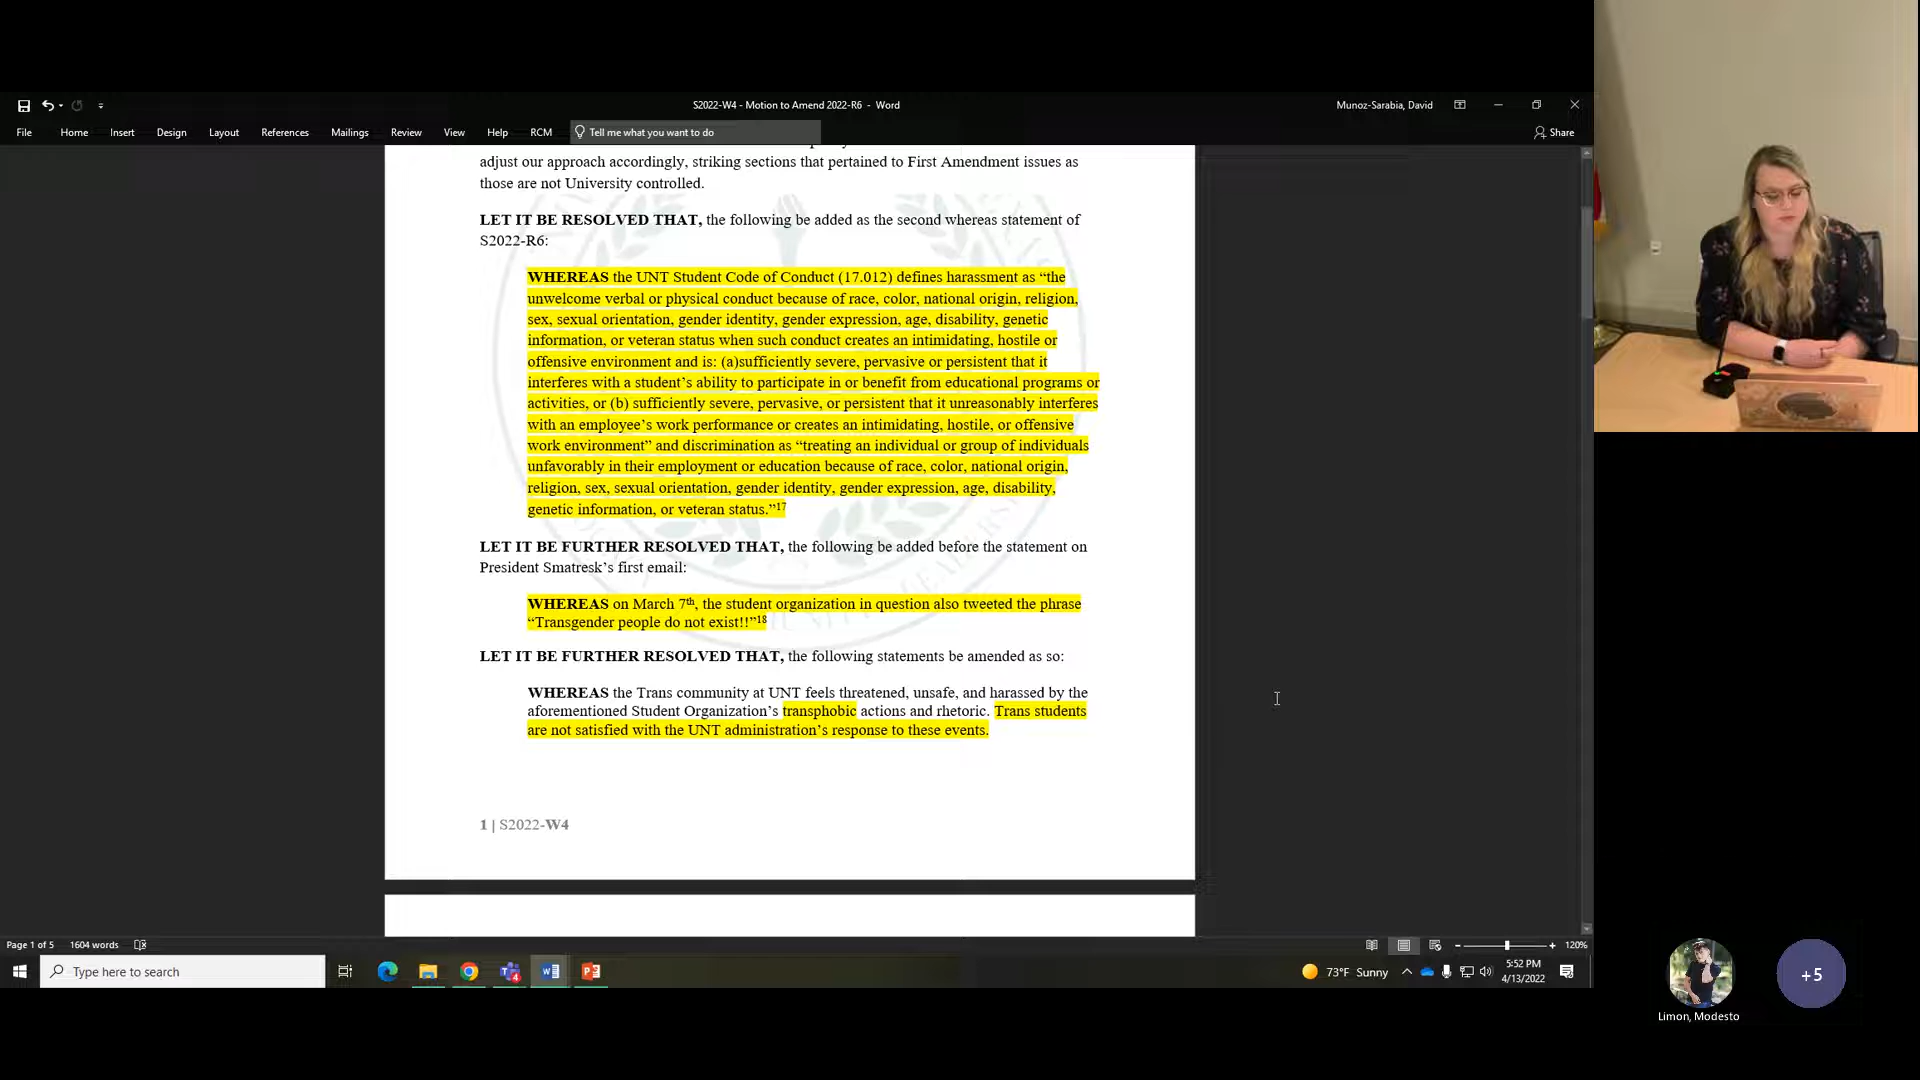 S2022-W4 - Motion to Amend 2022-R6 - Word
Munoz-Sarabia, David
File Home Insert Design Layout References Mailings Review View Help RCM Tell me what you want to do Share
adjust our approach accordingly, striking sections that pertained to First Amendment issues as
those are not University controlled.
LET IT BE RESOLVED THAT, the following be added as the second whereas statement of
S2022-R6:
WHEREAS the UNT Student Code of Conduct (17.012) defines harassment as “the
unwelcome verbal or physical conduct because of race, color, national origin, religion,
sex, sexual orientation, gender identity, gender expression, age, disability, genetic
information, or veteran status when such conduct creates an intimidating, hostile or
offensive environment and is: (a)sufficiently severe, pervasive or persistent that it
interferes with a student’s ability to participate in or benefit from educational programs or
activities, or (b) sufficiently severe, pervasive, or persistent that it unreasonably interferes
with an employee’s work performance or creates an intimidating, hostile, or offensive
work environment” and discrimination as “treating an individual or group of individuals
unfavorably in their employment or education because of race, color, national origin,
religion, sex, sexual orientation, gender identity, gender expression, age, disability,
genetic information, or veteran status.”17
LET IT BE FURTHER RESOLVED THAT, the following be added before the statement on
President Smatresk’s first email:
WHEREAS on March 7th, the student organization in question also tweeted the phrase
“Transgender people do not exist!!”18
LET IT BE FURTHER RESOLVED THAT, the following statements be amended as so:
WHEREAS the Trans community at UNT feels threatened, unsafe, and harassed by the
aforementioned Student Organization’s transphobic actions and rhetoric. Trans students
are not satisfied with the UNT administration’s response to these events.
1 | S2022-W4
Page 1 of 5 1604 words
120%
Type here to search
73°F Sunny
5:52 PM
4/13/2022
+5
Limon, Modesto